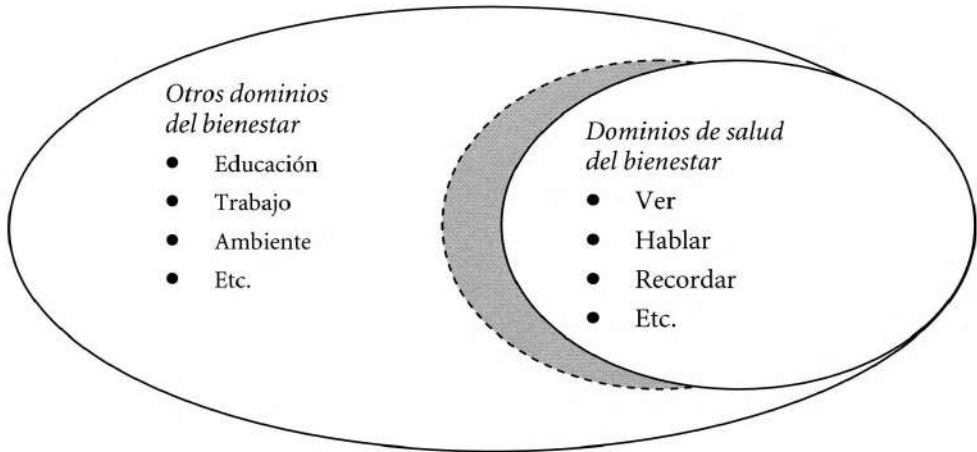 Otros dominios
del bienestar
● Educación
● Trabajo
● Ambiente
● Etc.
Dominios de salud
del bienestar
● Ver
● Hablar
● Recordar
● Etc.